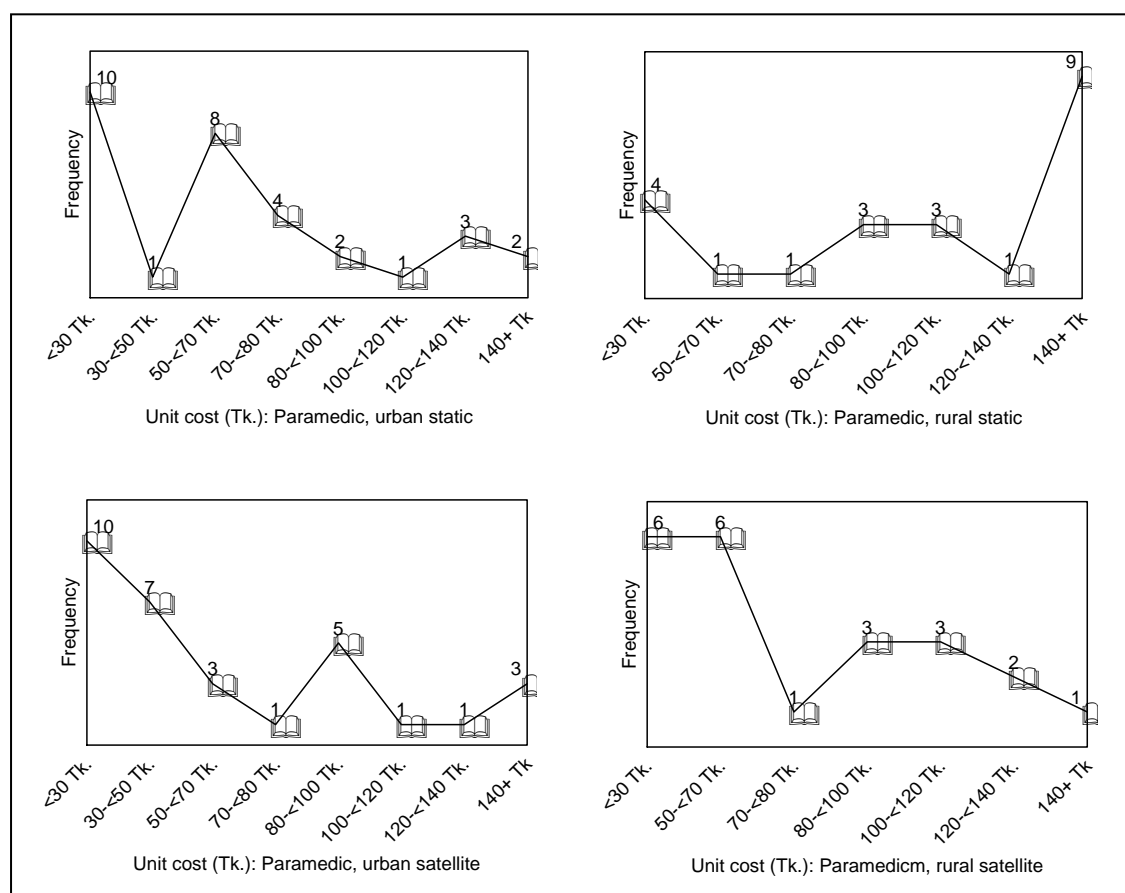 10
1
8
4
2
1
3
2
Frequency
<30 Tk.
30-<50 Tk.
50-<70 Tk.
70-<80 Tk.
80-<100 Tk.
100-<120 Tk.
120-<140 Tk.
140+ Tk
Unit cost (Tk.): Paramedic, urban static
4
1
1
3
3
1
9
Frequency
<30 Tk.
50-<70 Tk.
70-<80 Tk.
80-<100 Tk.
100-<120 Tk.
120-<140 Tk.
140+ Tk
Unit cost (Tk.): Paramedic, rural static
10
7
3
1
5
1
1
3
Frequency
<30 Tk.
30-<50 Tk.
50-<70 Tk.
70-<80 Tk.
80-<100 Tk.
100-<120 Tk.
120-<140 Tk.
140+ Tk
Unit cost (Tk.): Paramedic, urban satellite
6
6
1
3
3
2
1
Frequency
<30 Tk.
50-<70 Tk.
70-<80 Tk.
80-<100 Tk.
100-<120 Tk.
120-<140 Tk.
140+ Tk
Unit cost (Tk.): Paramedicm, rural satellite